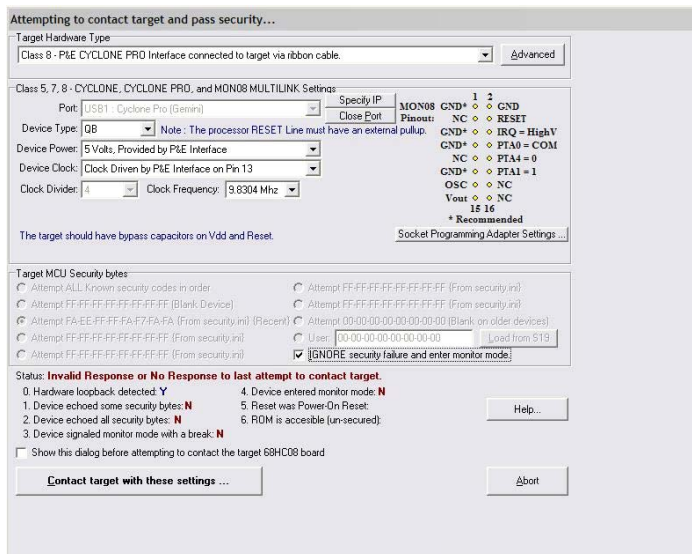 Attempting to contact target and pass security...
Target Hardware Type
Class 8 - P&E CYCLONE PRO Interface connected to target via ribbon cable.
Advanced
Class 5, 7, 8 - CYCLONE, CYCLONE PRO, and MON08 MULTILINK Settings
Port: USB1 : Cyclone Pro (Gemini)
Specify IP
Close Port
Device Type: QB
Note : The processor RESET Line must have an external pullup.
Device Power: 5 Volts, Provided by P&E Interface
Device Clock: Clock Driven by P&E Interface on Pin 13
Clock Divider: 4
Clock Frequency: 9.8304 Mhz
1 2
MON08 GND* GND
Pinout: NC RESET
GND* IRQ = HighV
GND* PTA0 = COM
NC PTA4 = 0
GND* PTA1 = 1
OSC NC
Vout NC
15 16
* Recommended
The target should have bypass capacitors on Vdd and Reset.
Socket Programming Adapter Settings ...
Target MCU Security bytes
Attempt ALL Known security codes in order
Attempt FF-FF-FF-FF-FF-FF-FF-FF (From security.ini)
Attempt FF-FF-FF-FF-FF-FF-FF-FF (Blank Device)
Attempt FF-FF-FF-FF-FF-FF-FF-FF (From security.ini)
Attempt FA-EE-FF-FF-FA-F7-FA-FA (From security.ini) (Recent)
Attempt 00-00-00-00-00-00-00-00 (Blank on older devices)
Attempt FF-FF-FF-FF-FF-FF-FF-FF (From security.ini)
User: 00-00-00-00-00-00-00-00
Load from S19
IGNORE security failure and enter monitor mode.
Status: Invalid Response or No Response to last attempt to contact target.
0. Hardware loopback detected: Y
4. Device entered monitor mode: N
1. Device echoed some security bytes: N
5. Reset was Power-On Reset:
2. Device echoed all security bytes: N
6. ROM is accesible (un-secured):
3. Device signaled monitor mode with a break: N
Help...
Show this dialog before attempting to contact the target 68HC08 board
Contact target with these settings ...
Abort